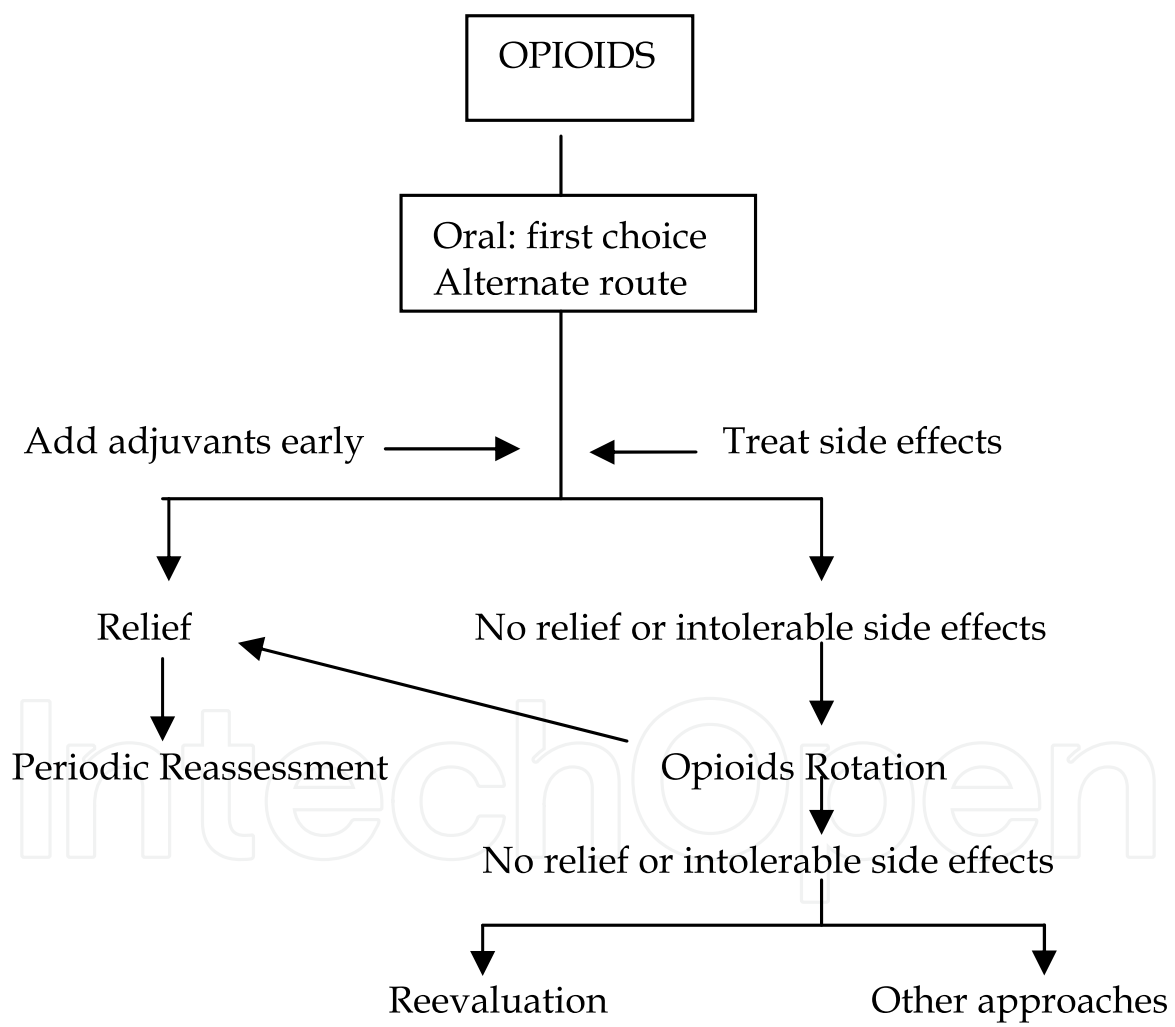 OPIOIDS
Oral: first choice
Alternate route
Add adjuvants early
Treat side effects
Relief
No relief or intolerable side effects
Periodic Reassessment
Opioids Rotation
No relief or intolerable side effects
Reevaluation
Other approaches
IntechOpen